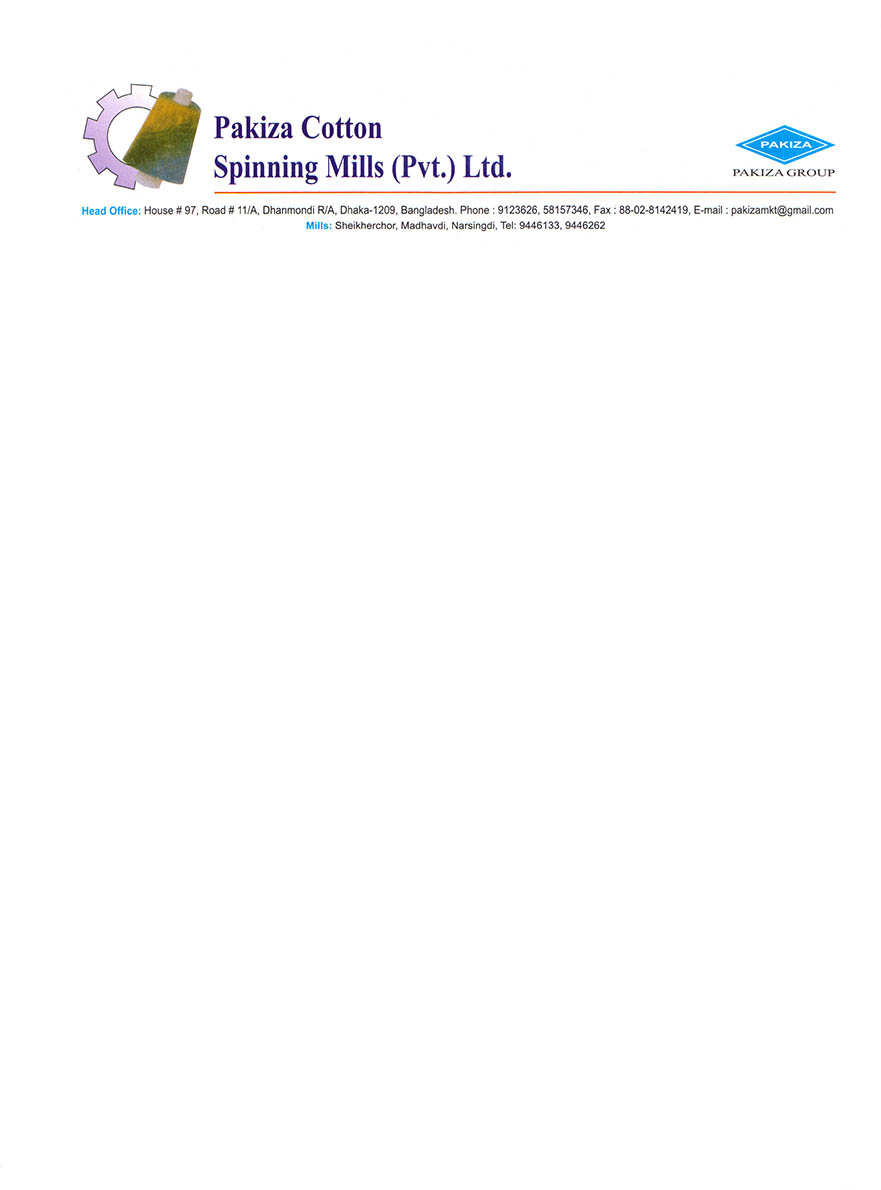 Pakiza Cotton
Spinning Mills (Pvt.) Ltd.
PAKIZA
PAKIZA GROUP
Head Office: House # 97, Road # 11/A, Dhanmondi R/A, Dhaka-1209, Bangladesh. Phone : 9123626, 58157346, Fax : 88-02-8142419, E-mail : pakizamkt@gmail.com
Mills: Sheikherchor, Madhavdi, Narsingdi, Tel: 9446133, 9446262